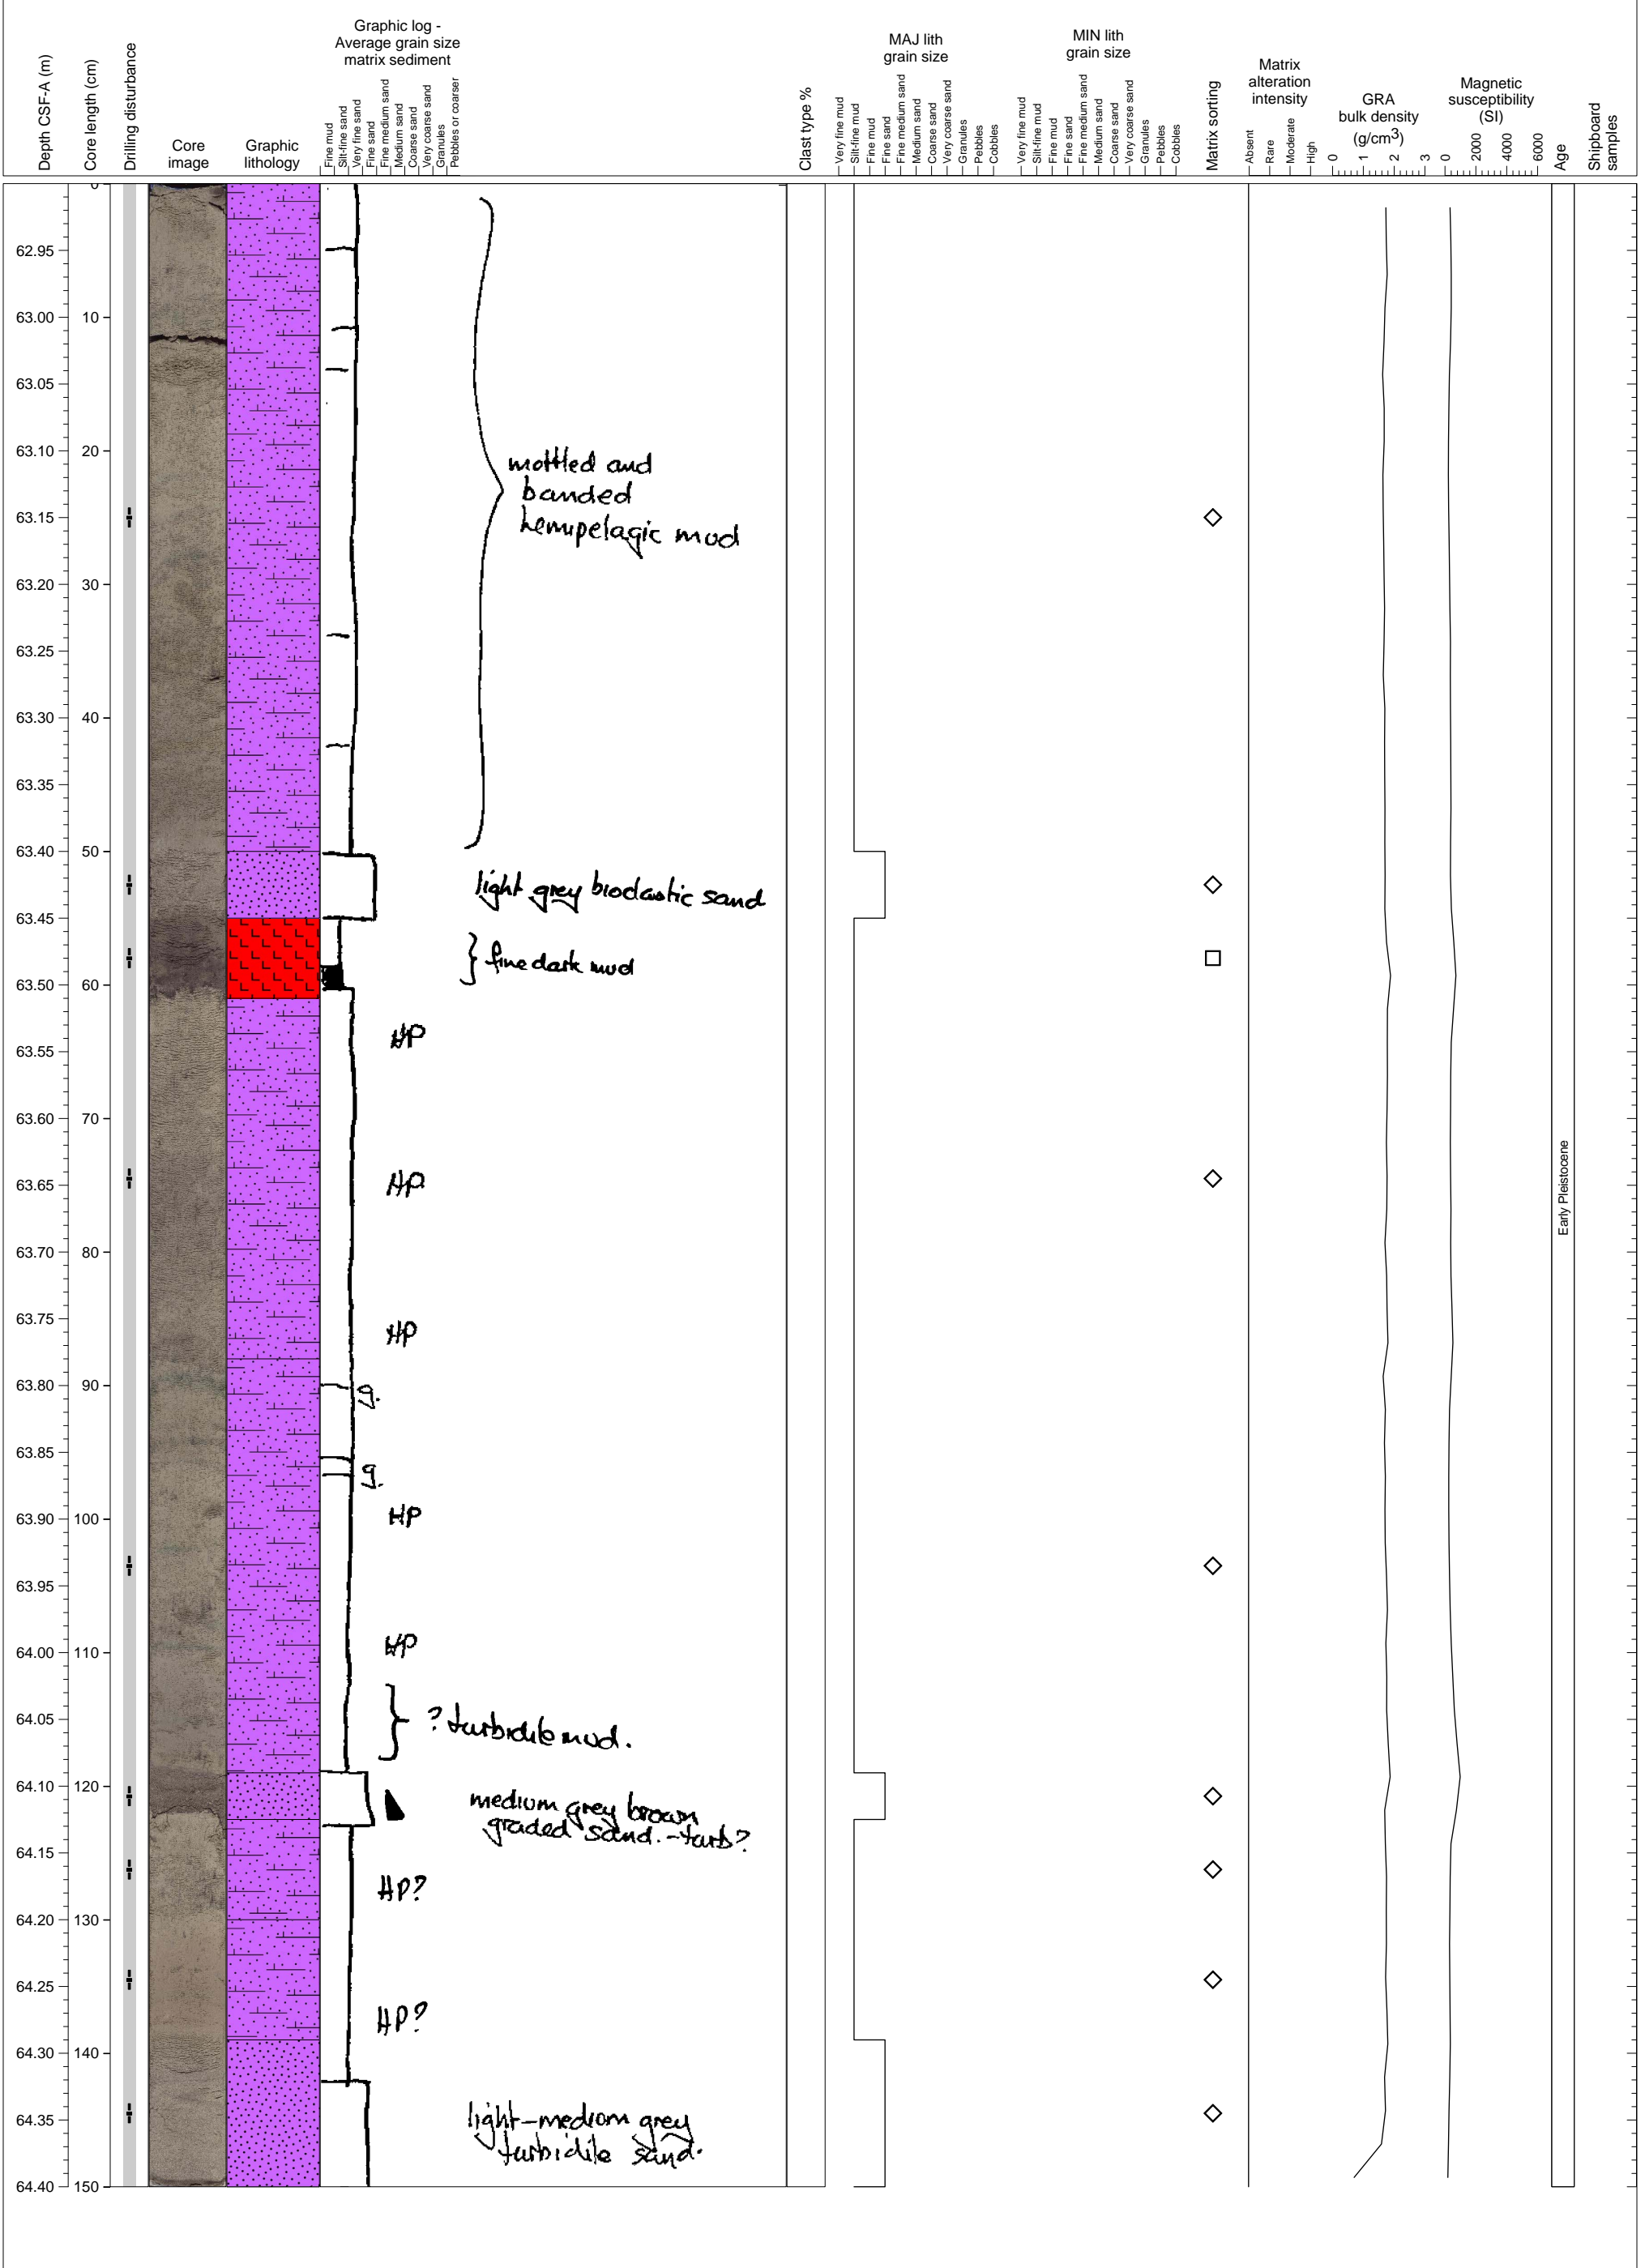 Depth CSF-A (m)
Core length (cm)
Drilling disturbance
Core
image
Graphic
lithology
Graphic log -
Average grain size
matrix sediment
Fine mud
Silt-fine sand
Very fine sand
Fine sand
Fine medium sand
Medium sand
Coarse sand
Very coarse sand
Granules
Pebbles or coarser
Clast type %
MAJ lith
grain size
Very fine mud
Silt-fine mud
Fine mud
Fine sand
Fine medium sand
Medium sand
Coarse sand
Very coarse sand
Granules
Pebbles
Cobbles
MIN lith
grain size
Very fine mud
Silt-fine mud
Fine mud
Fine sand
Fine medium sand
Medium sand
Coarse sand
Very coarse sand
Granules
Pebbles
Cobbles
Matrix sorting
Matrix
alteration
intensity
Absent
Rare
Moderate
High
GRA
bulk density
(g/cm3)
0 1 2 3
Magnetic
susceptibility
(SI)
0 2000 4000 6000
Age
Shipboard
samples
0
62.95
63.00 10
63.05
63.10 20
mottled and
banded
hemipelagic mud
63.15
63.20 30
63.25
63.30 40
63.35
63.40 50
light grey bioclastic sand
63.45
fine dark mud
63.50 60
HP
63.55
63.60 70
HP
63.65
Early Pleistocene
63.70 80
63.75
HP
63.80 90
g.
63.85
g.
63.90 100
HP
63.95
64.00 110
HP
64.05
? turbidite mud.
64.10 120
medium grey brown
graded sand. - turb?
64.15
HP?
64.20 130
64.25
HP?
64.30 140
64.35
light-medium grey
turbidite sand.
64.40 150